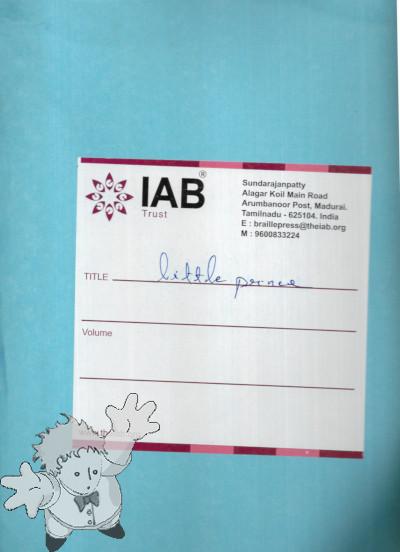 IAB®
Trust
Sundarajanpatty
Alagar Koil Main Road
Arumbanoor Post, Madurai.
Tamilnadu - 625104. India
E : braillepress@theiab.org
M : 9600833224
TITLE little prince
Volume